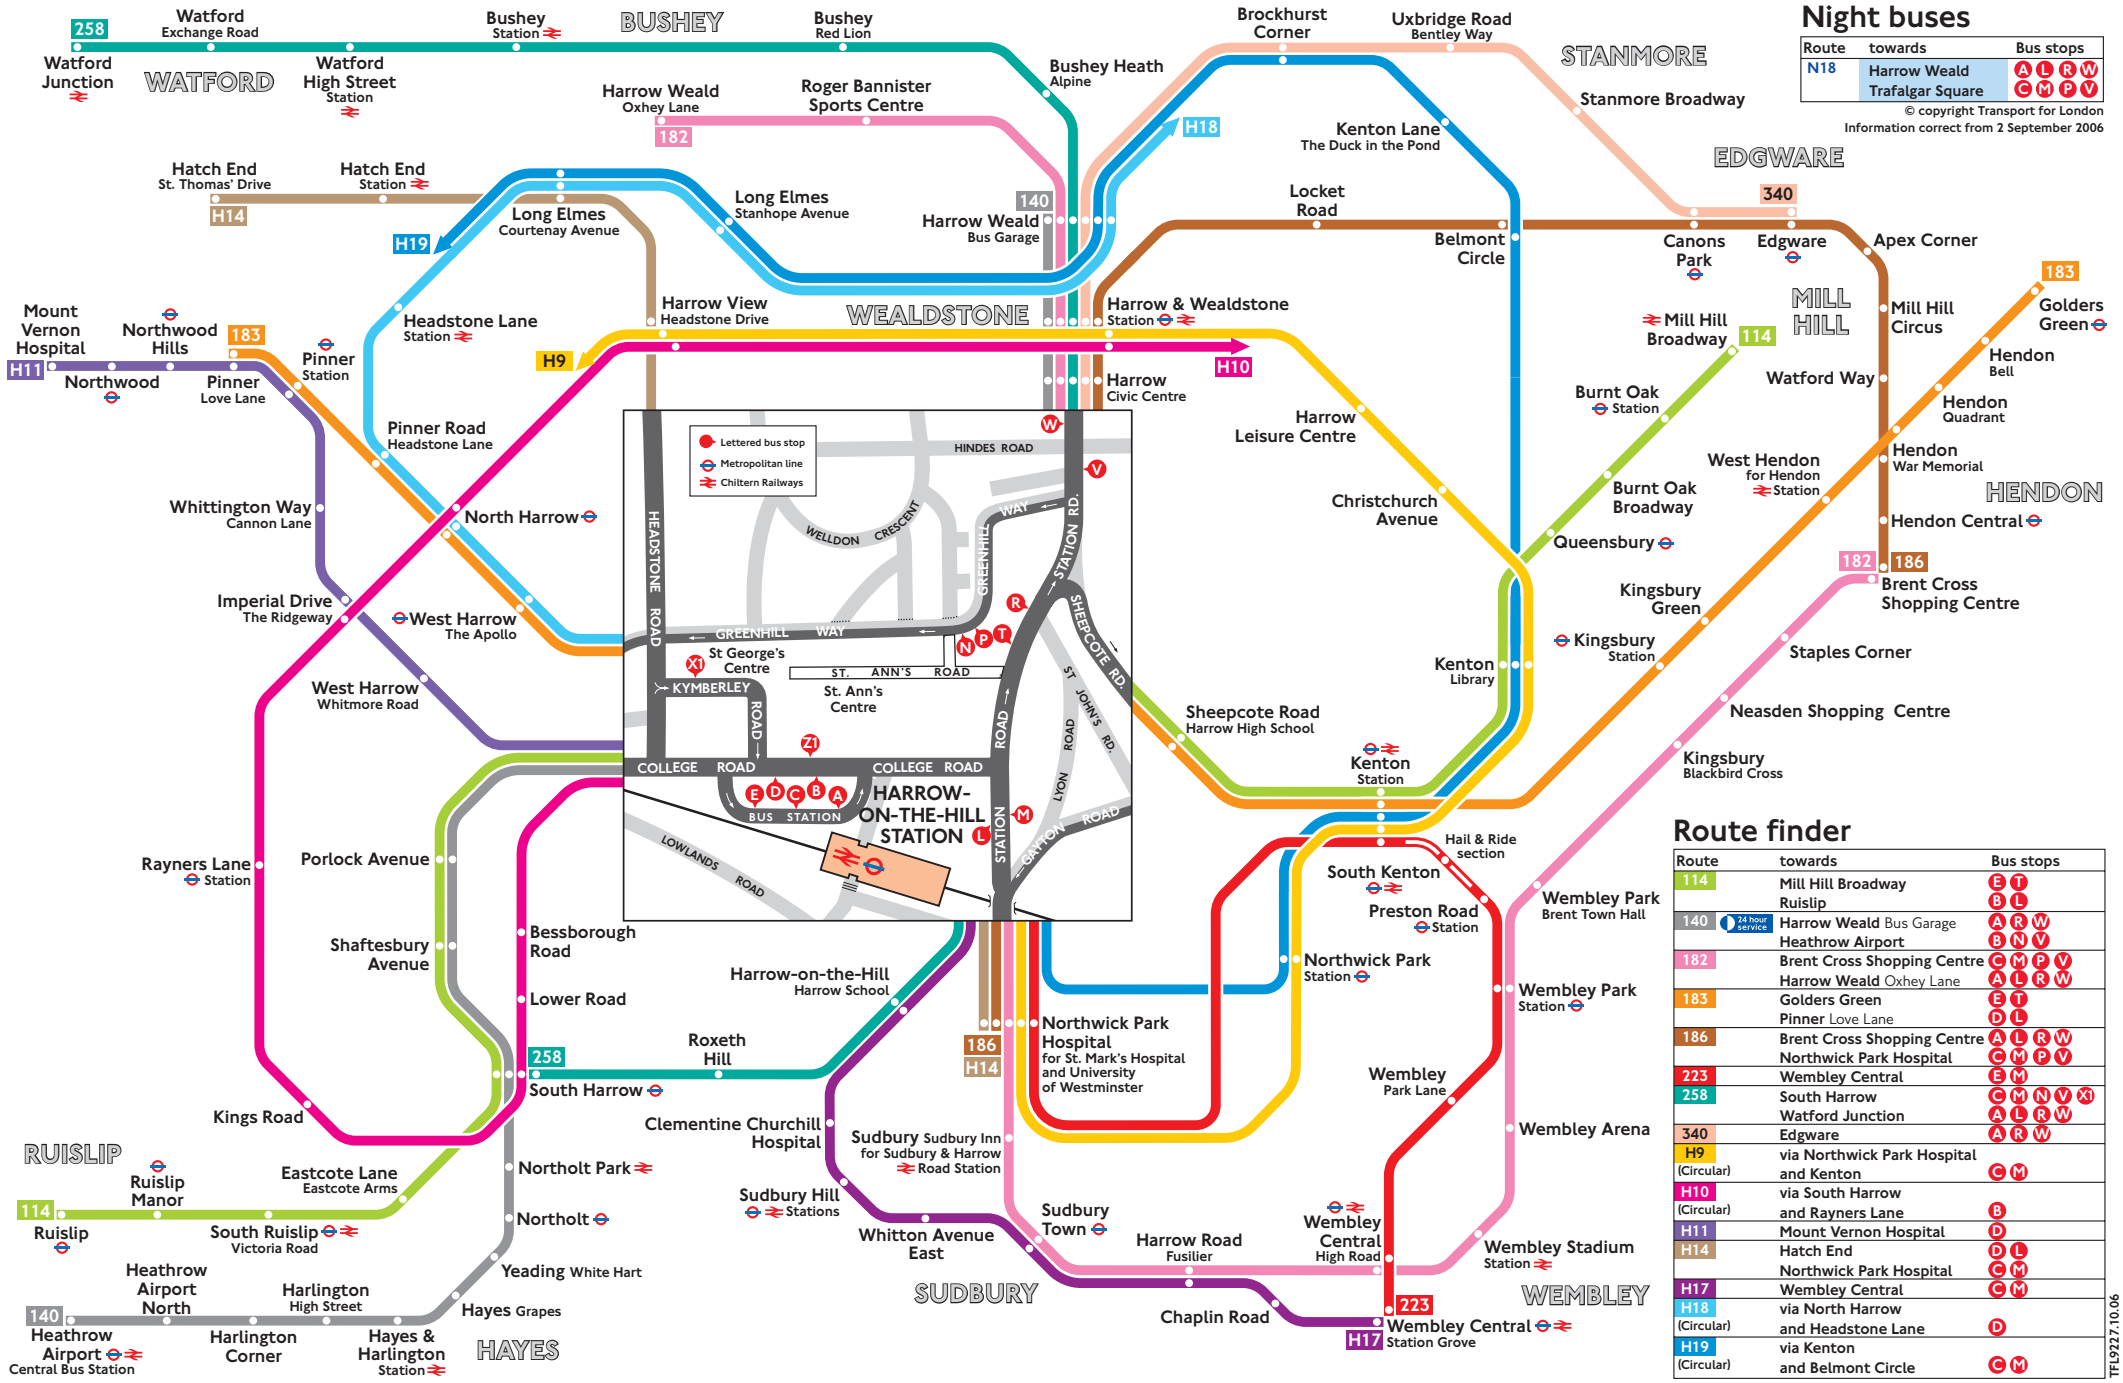 258
Watford
Exchange Road
Bushey
Station
BUSHEY
Bushey
Red Lion
Brockhurst
Corner
Uxbridge Road
Bentley Way
STANMORE
Watford
Junction
WATFORD
Watford
High Street
Station
Bushey Heath
Alpine
Harrow Weald
Oxhey Lane
182
Roger Bannister
Sports Centre
H18
Kenton Lane
The Duck in the Pond
Stanmore Broadway
EDGWARE
Night buses
Route towards Bus stops
N18 Harrow Weald A L R W
Trafalgar Square C M P V
© copyright Transport for London
Information correct from 2 September 2006
Hatch End
St. Thomas' Drive
H14
Hatch End
Station
Long Elmes
Courtenay Avenue
Long Elmes
Stanhope Avenue
H19
140
Harrow Weald
Bus Garage
Locket
Road
Belmont
Circle
340
Canons
Park
Edgware
Apex Corner
183
Golders
Green
Mount
Vernon
Hospital
H11
Northwood
Northwood
Hills
183
Pinner
Love Lane
Pinner
Station
Headstone Lane
Station
Harrow View
Headstone Drive
WEALDSTONE
Harrow & Wealdstone
Station
H9
H10
Harrow
Civic Centre
Mill Hill
Broadway
114
MILL
HILL
Mill Hill
Circus
Hendon
Bell
Watford Way
Hendon
Quadrant
Burnt Oak
Station
Harrow
Leisure Centre
Pinner Road
Headstone Lane
Hendon
War Memorial
West Hendon
for Hendon
Station
HENDON
Burnt Oak
Broadway
Christchurch
Avenue
Whittington Way
Cannon Lane
North Harrow
Hendon Central
Queensbury
182
186
Brent Cross
Shopping Centre
Kingsbury
Green
Imperial Drive
The Ridgeway
West Harrow
The Apollo
Kingsbury
Station
Staples Corner
Kenton
Library
West Harrow
Whitmore Road
Neasden Shopping Centre
Sheepcote Road
Harrow High School
Kenton
Station
Kingsbury
Blackbird Cross
Lettered bus stop
Metropolitan line
Chiltern Railways
W
V
HINDES ROAD
WELLDON CRESCENT
GREENHILL WAY
STATION RD.
HEADSTONE ROAD
R
SHEEPCOTE RD.
GREENHILL WAY
N P T
St George's
Centre
X1
KYMBERLEY
ROAD
ST. ANN'S ROAD
St. Ann's
Centre
ST JOHN'S RD.
LYON ROAD
ROAD
Z1
COLLEGE ROAD
COLLEGE ROAD
E D C B A
BUS STATION
HARROW-
ON-THE-HILL
STATION
L
M
STATION
GAYTON ROAD
LOWLANDS ROAD
Rayners Lane
Station
Porlock Avenue
Shaftesbury
Avenue
Bessborough
Road
Lower Road
Hail & Ride
section
South Kenton
Preston Road
Station
Wembley Park
Brent Town Hall
Northwick Park
Station
Wembley Park
Station
Harrow-on-the-Hill
Harrow School
Northwick Park
Hospital
for St. Mark's Hospital
and University
of Westminster
186
H14
Roxeth
Hill
258
South Harrow
Wembley
Park Lane
Kings Road
Clementine Churchill
Hospital
Sudbury Sudbury Inn
for Sudbury & Harrow
Road Station
Wembley Arena
RUISLIP
Ruislip
Manor
Eastcote Lane
Eastcote Arms
Northolt Park
114
Ruislip
South Ruislip
Victoria Road
Northolt
Sudbury Hill
Stations
Whitton Avenue
East
Sudbury
Town
Harrow Road
Fusilier
Wembley
Central
High Road
Wembley Stadium
Station
Yeading White Hart
SUDBURY
WEMBLEY
Heathrow
Airport
North
Harlington
High Street
Hayes Grapes
Chaplin Road
223
140
Heathrow
Airport
Central Bus Station
Harlington
Corner
Hayes &
Harlington
Station
HAYES
H17
Wembley Central
Station Grove
Route finder
Route towards Bus stops
114 Mill Hill Broadway E T
Ruislip B L
140 24 hour service Harrow Weald Bus Garage A R W
Heathrow Airport B N V
182 Brent Cross Shopping Centre C M P V
Harrow Weald Oxhey Lane A L R W
183 Golders Green E T
Pinner Love Lane D L
186 Brent Cross Shopping Centre A L R W
Northwick Park Hospital C M P V
223 Wembley Central E M
258 South Harrow C M N V X1
Watford Junction A L R W
340 Edgware A R W
H9 via Northwick Park Hospital
(Circular) and Kenton C M
H10 via South Harrow
(Circular) and Rayners Lane B
H11 Mount Vernon Hospital D
H14 Hatch End D L
Northwick Park Hospital C M
H17 Wembley Central C M
H18 via North Harrow
(Circular) and Headstone Lane D
H19 via Kenton
(Circular) and Belmont Circle C M
TFL9227.10.06